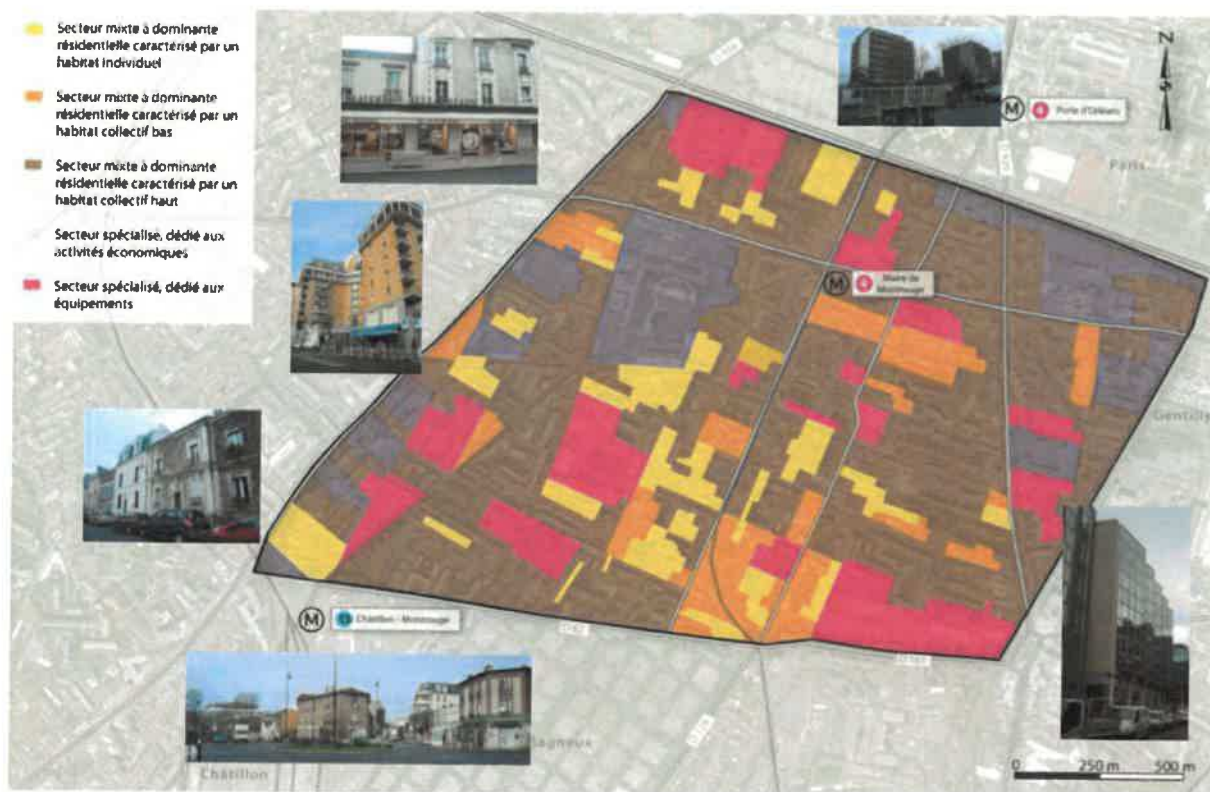 Secteur mixte à dominante
résidentielle caractérisé par un
habitat individuel
Secteur mixte à dominante
résidentielle caractérisé par un
habitat collectif bas
Secteur mixte à dominante
résidentielle caractérisé par un
habitat collectif haut
Secteur spécialisé, dédié aux
activités économiques
Secteur spécialisé, dédié aux
équipements
N
S
M
4
Porte d'Orléans
Paris
M
4
Mairie de
Montrouge
Gentilly
M
13
Châtillon - Montrouge
Bagneux
Châtillon
0
250 m
500 m